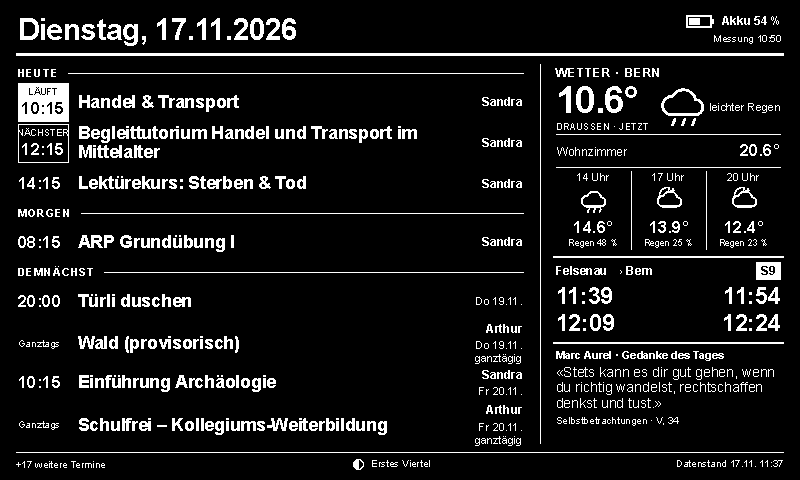 Dienstag, 17.11.2026
Akku 54 %
Messung 10:50
HEUTE
LÄUFT
10:15
Handel & Transport
Sandra
NÄCHSTER
12:15
Begleittutorium Handel und Transport im
Mittelalter
Sandra
14:15
Lektürekurs: Sterben & Tod
Sandra
MORGEN
08:15
ARP Grundübung I
Sandra
DEMNÄCHST
20:00
Türli duschen
Do 19.11.
Ganztags
Wald (provisorisch)
Arthur
Do 19.11.
ganztägig
10:15
Einführung Archäologie
Sandra
Fr 20.11.
Ganztags
Schulfrei – Kollegiums-Weiterbildung
Arthur
Fr 20.11.
ganztägig
WETTER · BERN
10.6°
leichter Regen
DRAUSSEN · JETZT
Wohnzimmer 20.6°
14 Uhr 17 Uhr 20 Uhr
14.6° 13.9° 12.4°
Regen 48 % Regen 25 % Regen 23 %
Felsenau › Bern S9
11:39 11:54
12:09 12:24
Marc Aurel · Gedanke des Tages
«Stets kann es dir gut gehen, wenn
du richtig wandelst, rechtschaffen
denkst und tust.»
Selbstbetrachtungen · V, 34
+17 weitere Termine
Erstes Viertel
Datenstand 17.11. 11:37